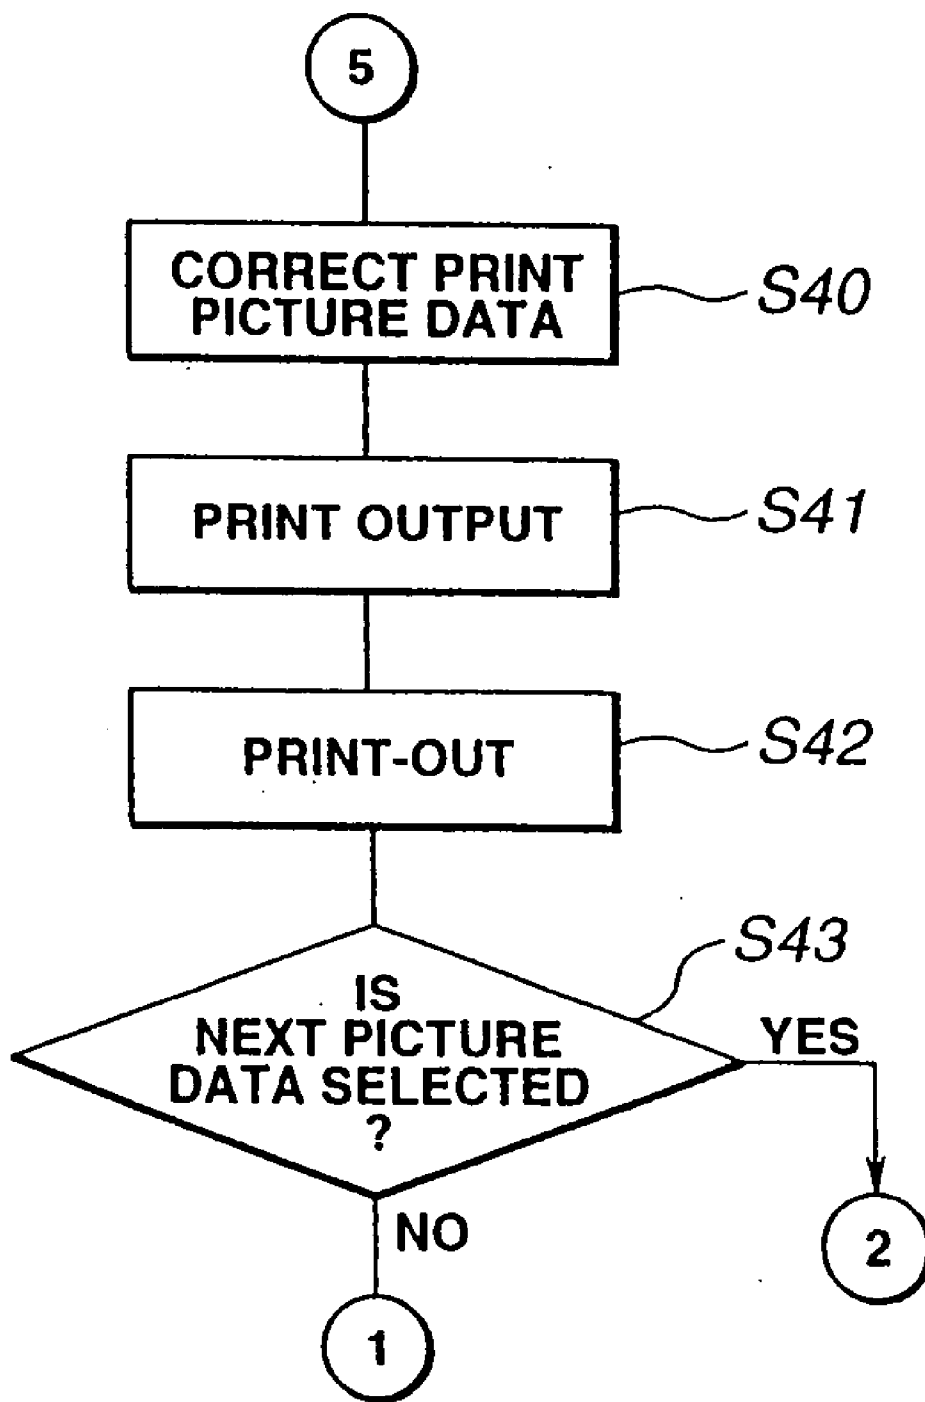 5
CORRECT PRINT
PICTURE DATA
S40
PRINT OUTPUT
S41
PRINT-OUT
S42
S43
IS
NEXT PICTURE
DATA SELECTED
?
YES
2
NO
1